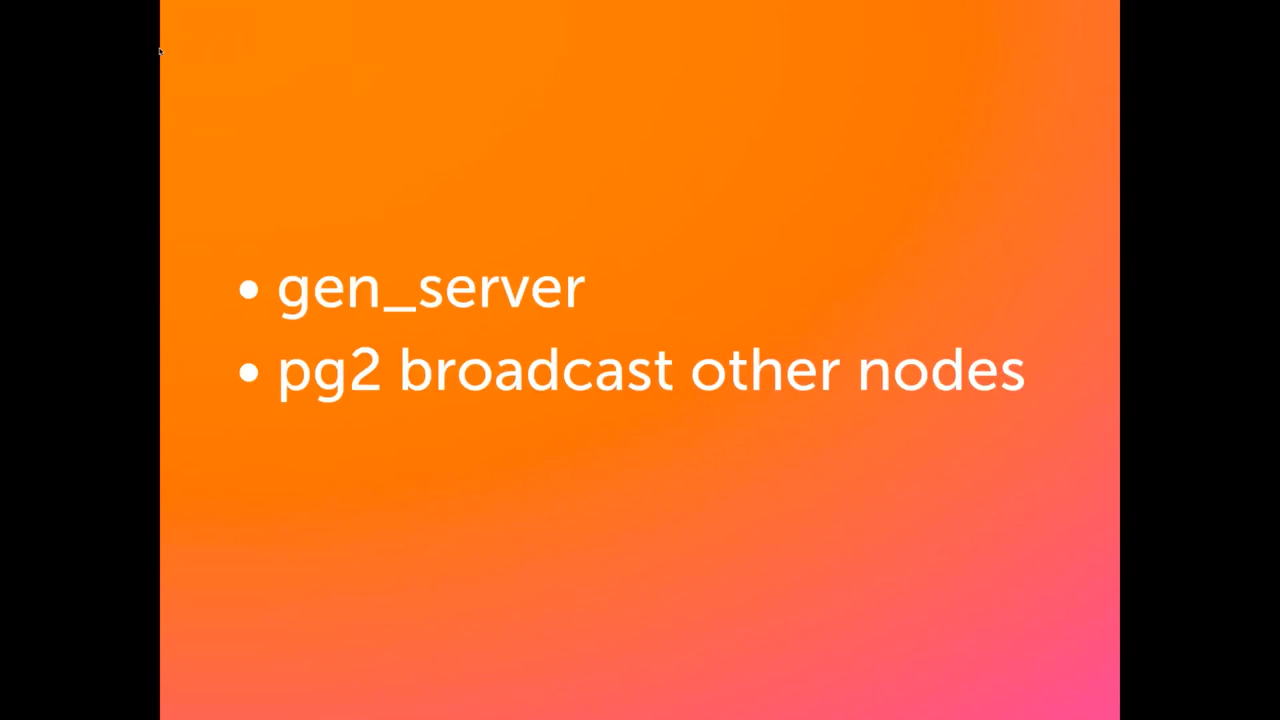 • gen_server
• pg2 broadcast other nodes